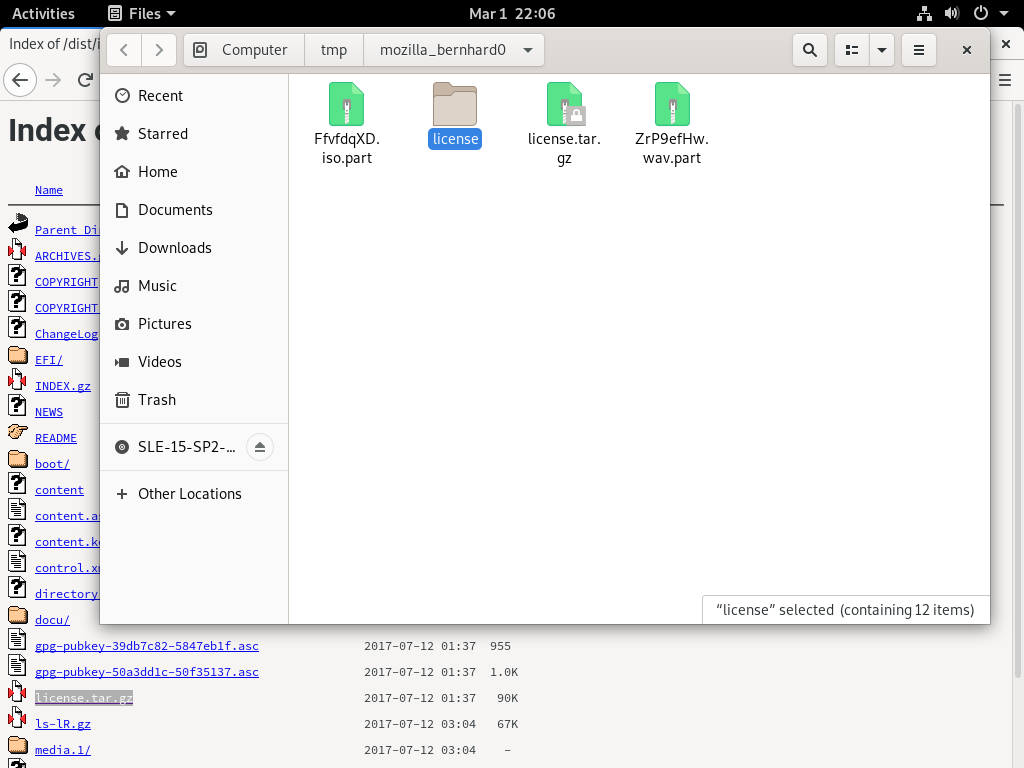 Activities Files Mar 1 22:06
Index of /dist/i
Computer tmp mozilla_bernhard0
Recent
Starred
Home
Documents
Downloads
Music
Pictures
Videos
Trash
SLE-15-SP2-...
Other Locations
FfvfdqXD.
iso.part
license
license.tar.
gz
ZrP9efHw.
wav.part
"license" selected (containing 12 items)
Index
Name
Parent Di
ARCHIVES.
COPYRIGHT
COPYRIGHT
ChangeLog
EFI/
INDEX.gz
NEWS
README
boot/
content
content.as
content.ke
control.xm
directory
docu/
gpg-pubkey-39db7c82-5847eb1f.asc 2017-07-12 01:37 955
gpg-pubkey-50a3dd1c-50f35137.asc 2017-07-12 01:37 1.0K
license.tar.gz 2017-07-12 01:37 90K
ls-lR.gz 2017-07-12 03:04 67K
media.1/ 2017-07-12 03:04 -